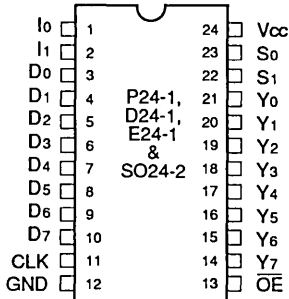 I0 1 24 Vcc
I1 2 23 S0
D0 3 22 S1
D1 4 P24-1, 21 Y0
D2 5 D24-1, 20 Y1
D3 6 E24-1 19 Y2
D4 7 & 18 Y3
D5 8 SO24-2 17 Y4
D6 9 16 Y5
D7 10 15 Y6
CLK 11 14 Y7
GND 12 13 OE